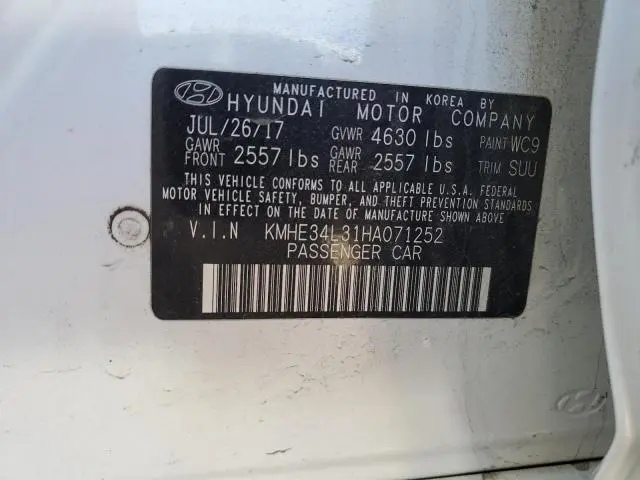 MANUFACTURED IN KOREA BY
HYUNDAI MOTOR COMPANY
JUL/26/17 GVWR 4630 lbs PAINT WC9
GAWR FRONT 2557 lbs GAWR REAR 2557 lbs TRIM SUU
THIS VEHICLE CONFORMS TO ALL APPLICABLE U.S.A. FEDERAL
MOTOR VEHICLE SAFETY, BUMPER, AND THEFT PREVENTION STANDARDS
IN EFFECT ON THE DATE OF MANUFACTURE SHOWN ABOVE
V.I.N KMHE34L31HA071252
PASSENGER CAR